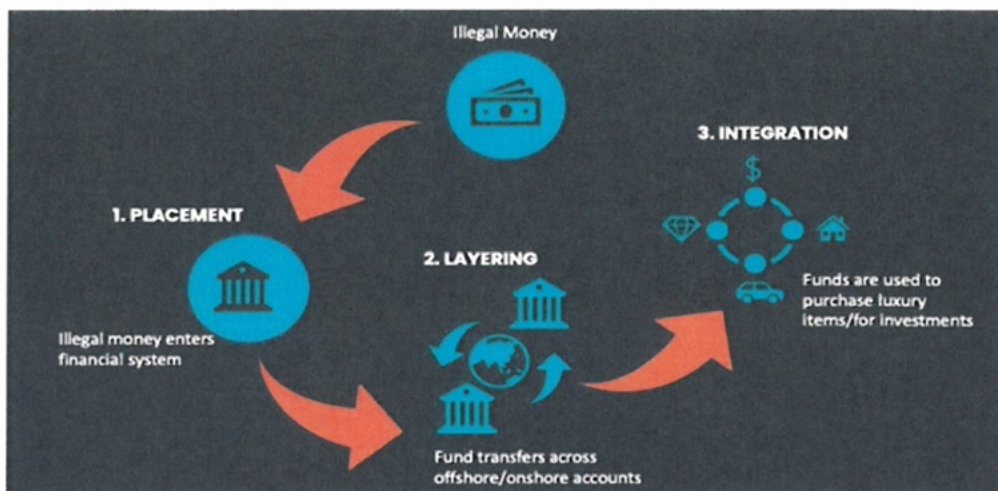 Illegal Money
1. PLACEMENT
Illegal money enters
financial system
2. LAYERING
Fund transfers across
offshore/onshore accounts
3. INTEGRATION
$
Funds are used to
purchase luxury
items/for investments